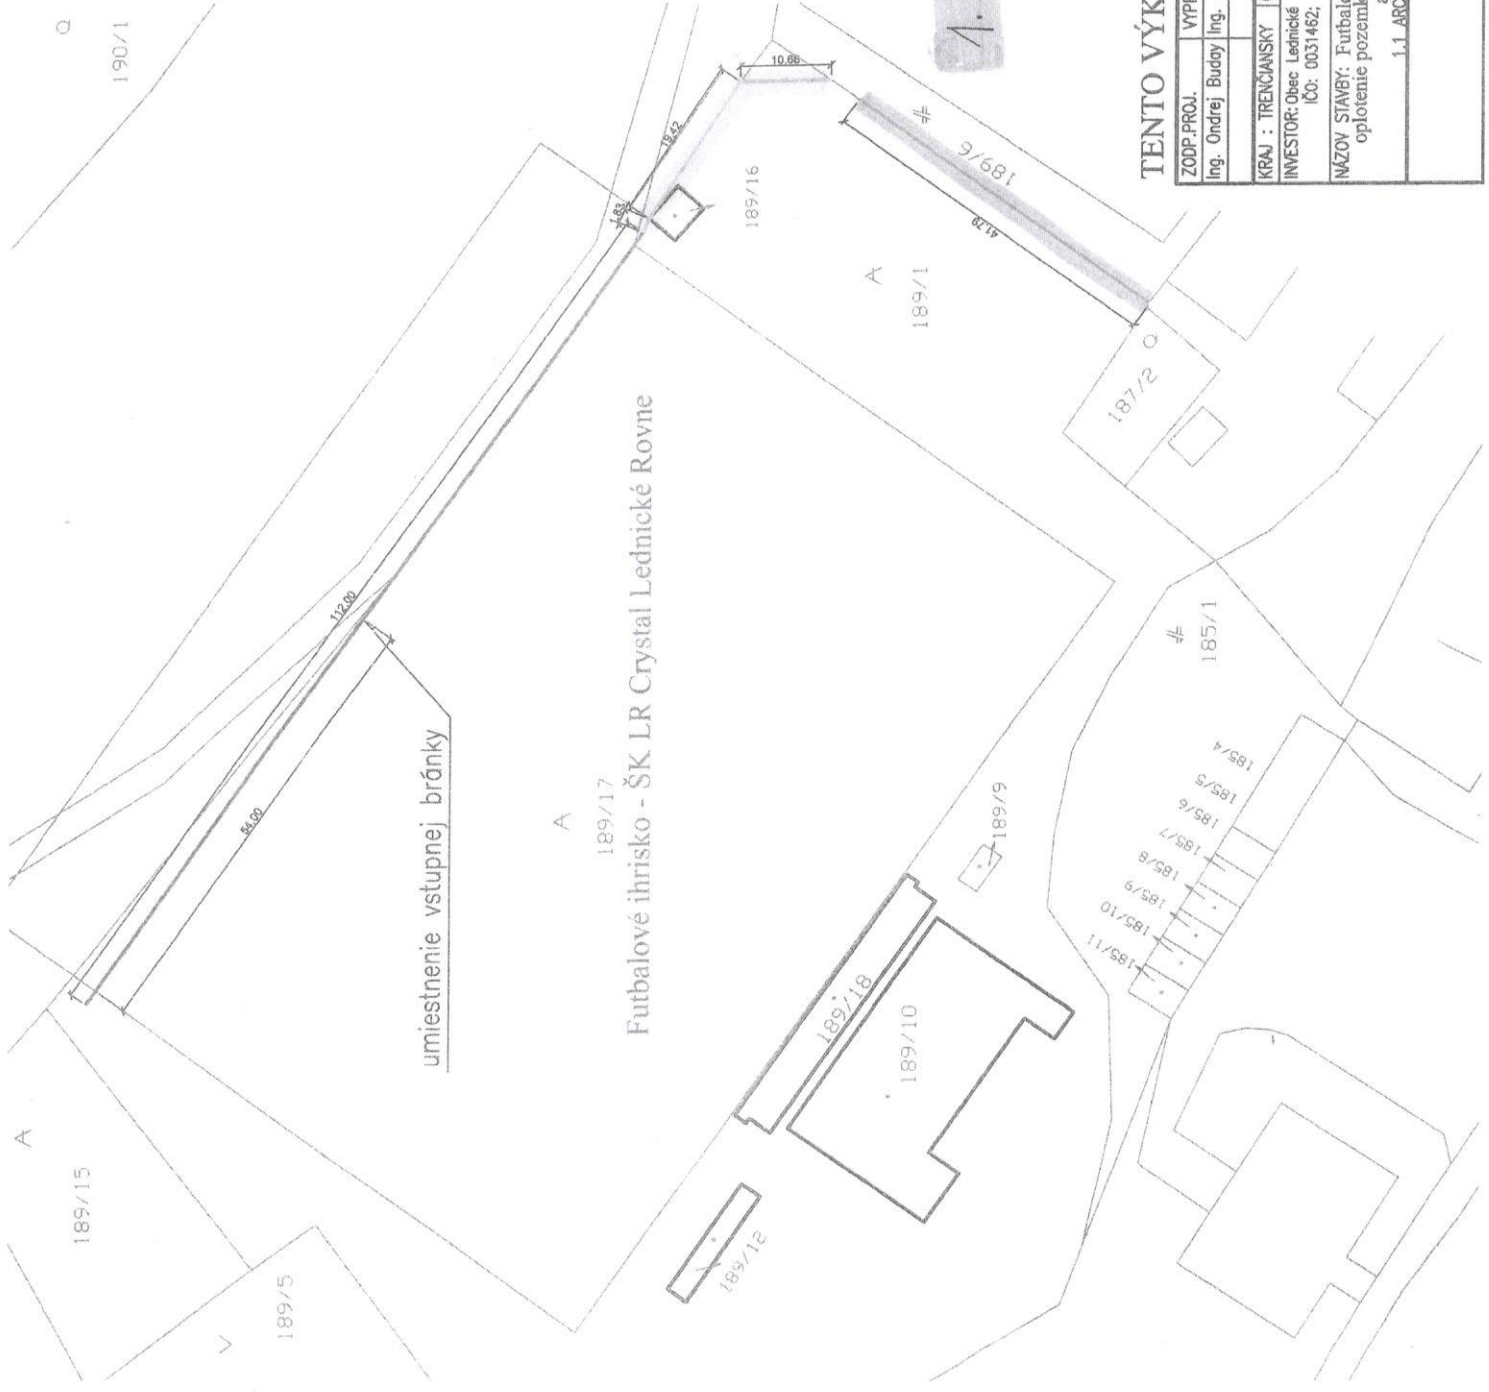 Q
190/1
1.
10.66
19.42
1.83
189/16
189/6
41.79
A
189/1
187/2
Q
112.00
54.00
umiestnenie vstupnej bránky
A
189/17
Futbalové ihrisko - ŠK LR Crystal Lednické Rovne
A
189/15
V
189/5
189/18
189/10
189/12
189/9
185/1
185/4
185/5
185/6
185/7
185/8
185/9
185/10
185/11
TENTO VÝK
ZODP.PROJ.
Ing. Ondrej Buday Ing.
KRAJ : TRENČIANSKY
INVESTOR: Obec Lednické
IČO: 0031462;
NÁZOV STAVBY: Futbalo
oplotenie pozemk
1.1 ARC